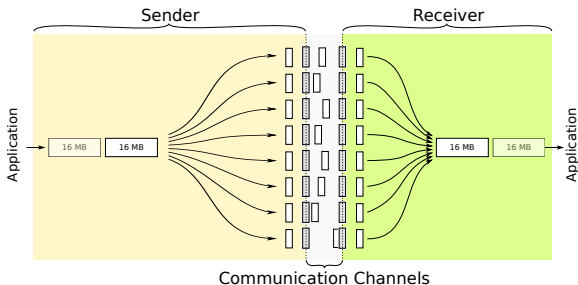 Sender
Receiver
Application
16 MB
16 MB
16 MB
16 MB
Application
Communication Channels